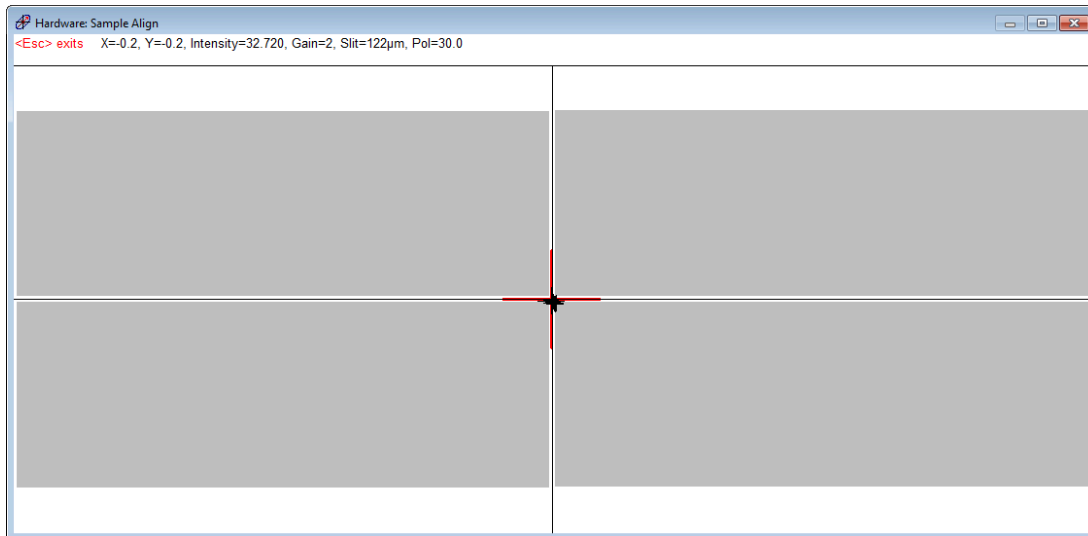 Hardware: Sample Align
<Esc> exits X=-0.2, Y=-0.2, Intensity=32.720, Gain=2, Slit=122µm, Pol=30.0